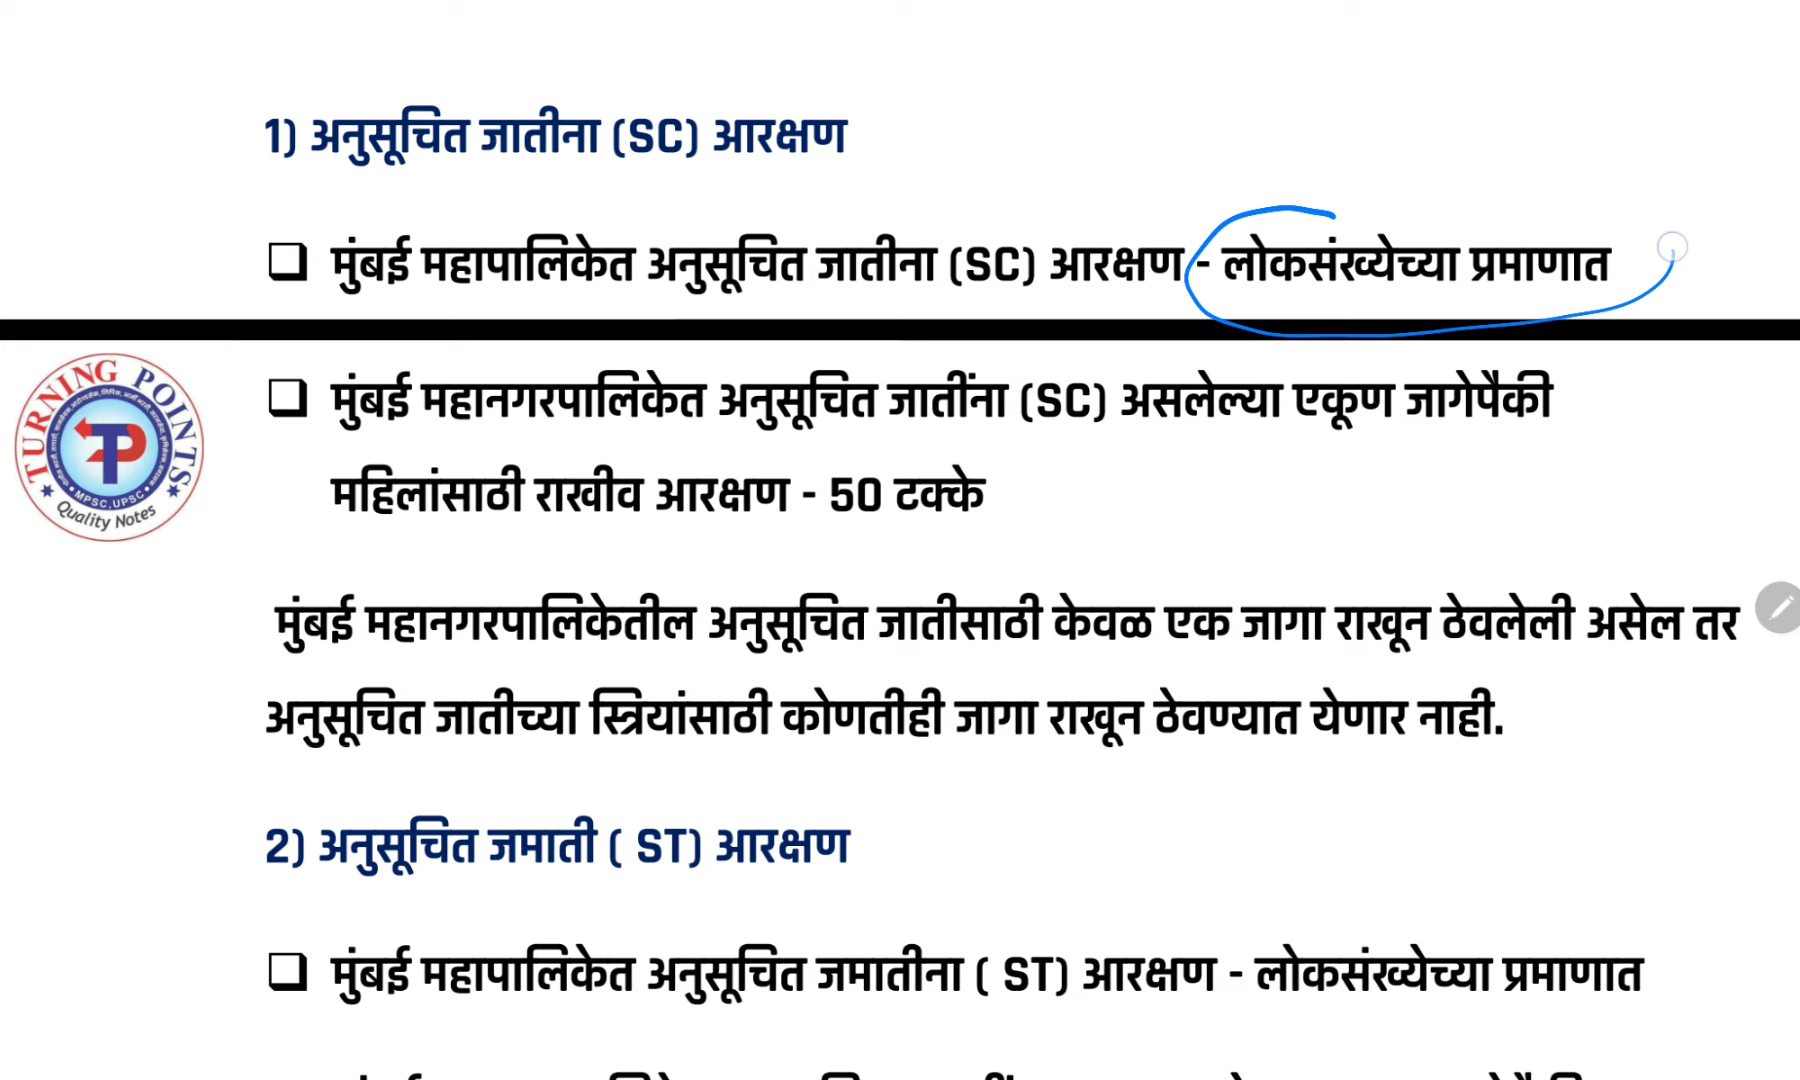 1) अनुसूचित जातीना (SC) आरक्षण
❑ मुंबई महापालिकेत अनुसूचित जातीना (SC) आरक्षण - लोकसंख्येच्या प्रमाणात
TURNING POINTS
TP
MPSC, UPSC
Quality Notes
❑ मुंबई महानगरपालिकेत अनुसूचित जातींना (SC) असलेल्या एकूण जागेपैकी
महिलांसाठी राखीव आरक्षण - 50 टक्के
मुंबई महानगरपालिकेतील अनुसूचित जातीसाठी केवळ एक जागा राखून ठेवलेली असेल तर
अनुसूचित जातीच्या स्त्रियांसाठी कोणतीही जागा राखून ठेवण्यात येणार नाही.
2) अनुसूचित जमाती ( ST) आरक्षण
❑ मुंबई महापालिकेत अनुसूचित जमातीना ( ST) आरक्षण - लोकसंख्येच्या प्रमाणात